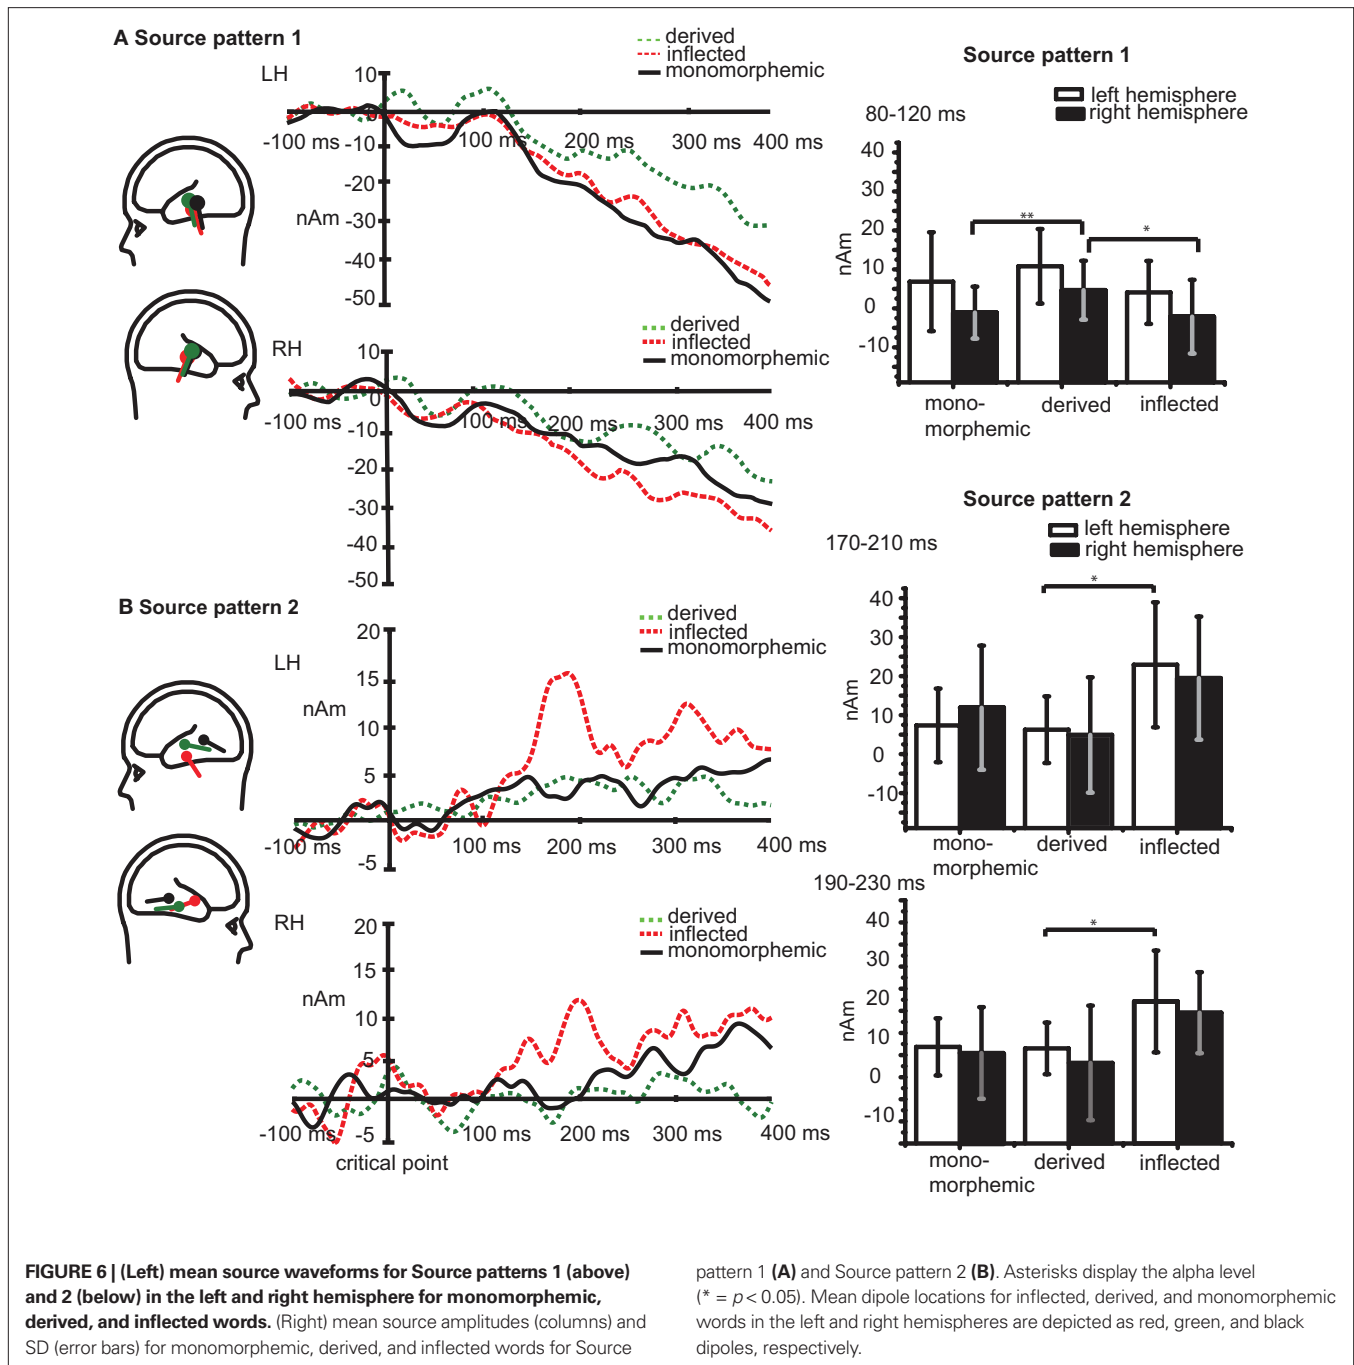 A Source pattern 1
LH
derived
inflected
monomorphemic
10
0
-10
-20
nAm
-30
-40
-50
-100 ms
100 ms
200 ms
300 ms
400 ms
RH
derived
inflected
monomorphemic
10
0
-10
-20
-30
-40
-50
-100 ms
100 ms
200 ms
300 ms
400 ms
B Source pattern 2
LH
derived
inflected
monomorphemic
20
15
nAm
10
5
-5
-100 ms
100 ms
200 ms
300 ms
400 ms
RH
derived
inflected
monomorphemic
20
15
nAm
10
5
-5
-100 ms
100 ms
200 ms
300 ms
400 ms
critical point
Source pattern 1
left hemisphere
right hemisphere
80-120 ms
40
30
20
nAm
10
0
-10
**
*
mono-
morphemic
derived
inflected
Source pattern 2
left hemisphere
right hemisphere
170-210 ms
40
30
20
nAm
10
0
-10
*
mono-
morphemic
derived
inflected
190-230 ms
40
30
20
nAm
10
0
-10
*
mono-
morphemic
derived
inflected
FIGURE 6 | (Left) mean source waveforms for Source patterns 1 (above)
and 2 (below) in the left and right hemisphere for monomorphemic,
derived, and inflected words. (Right) mean source amplitudes (columns) and
SD (error bars) for monomorphemic, derived, and inflected words for Source
pattern 1 (A) and Source pattern 2 (B). Asterisks display the alpha level
(* = p < 0.05). Mean dipole locations for inflected, derived, and monomorphemic
words in the left and right hemispheres are depicted as red, green, and black
dipoles, respectively.